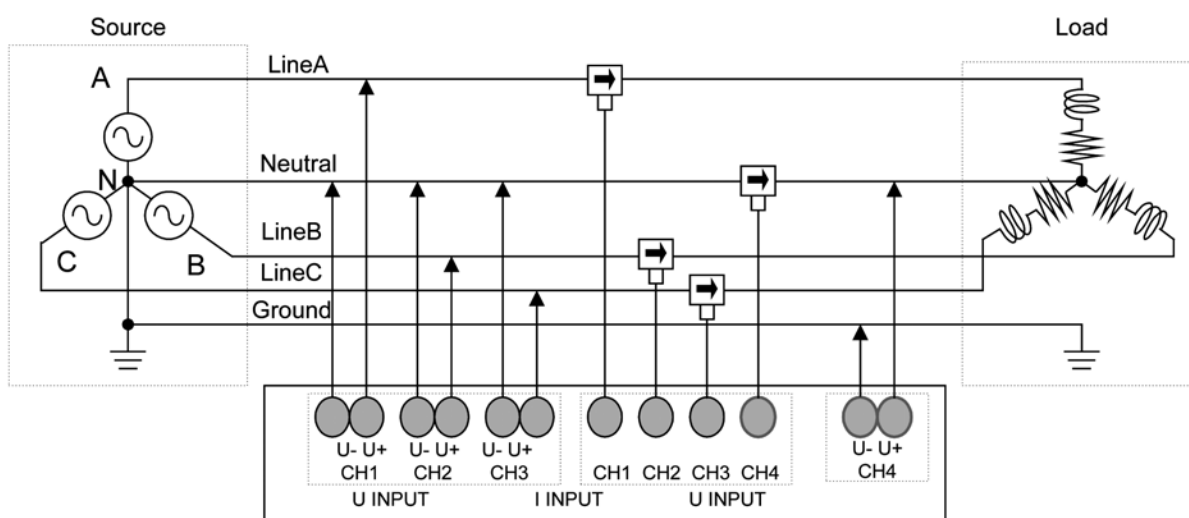 Source
Load
A
LineA
Neutral
N
LineB
C
B
LineC
Ground
U- U+ U- U+ U- U+ U- U+
CH1 CH2 CH3 CH1 CH2 CH3 CH4 CH4
U INPUT I INPUT U INPUT